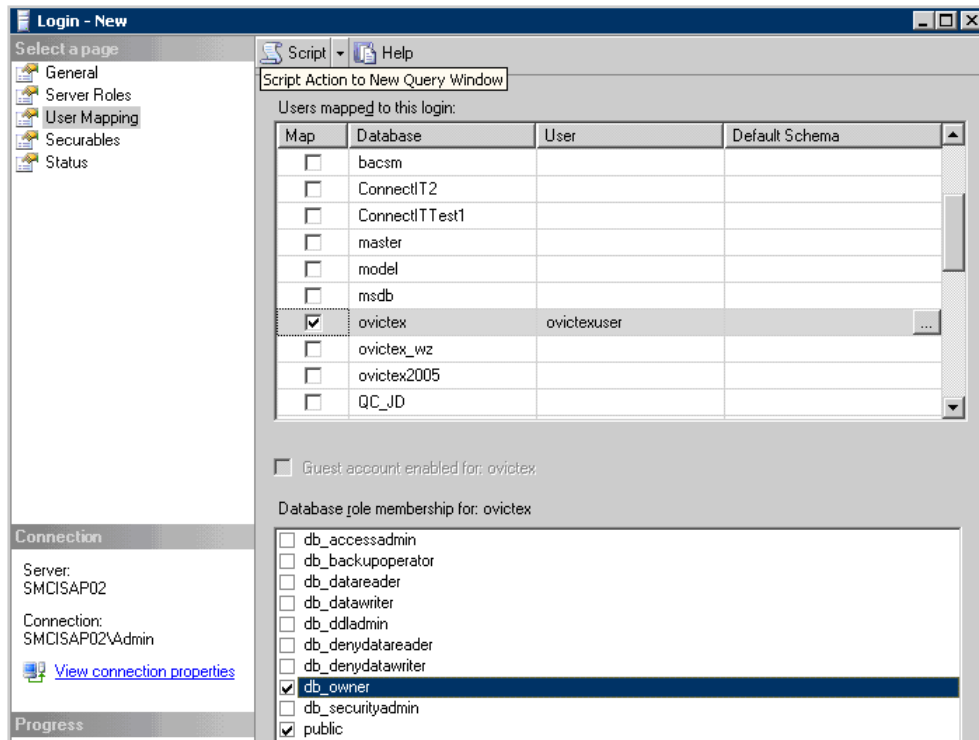 Login - New
Select a page
General
Server Roles
User Mapping
Securables
Status
Script Help
Script Action to New Query Window
Users mapped to this login:
Map Database User Default Schema
bacsm
ConnectIT2
ConnectITTest1
master
model
msdb
ovictex ovictexuser ...
ovictex_wz
ovictex2005
QC_JD
Guest account enabled for: ovictex
Database role membership for: ovictex
db_accessadmin
db_backupoperator
db_datareader
db_datawriter
db_ddladmin
db_denydatareader
db_denydatawriter
db_owner
db_securityadmin
public
Connection
Server:
SMCISAP02
Connection:
SMCISAP02\Admin
View connection properties
Progress